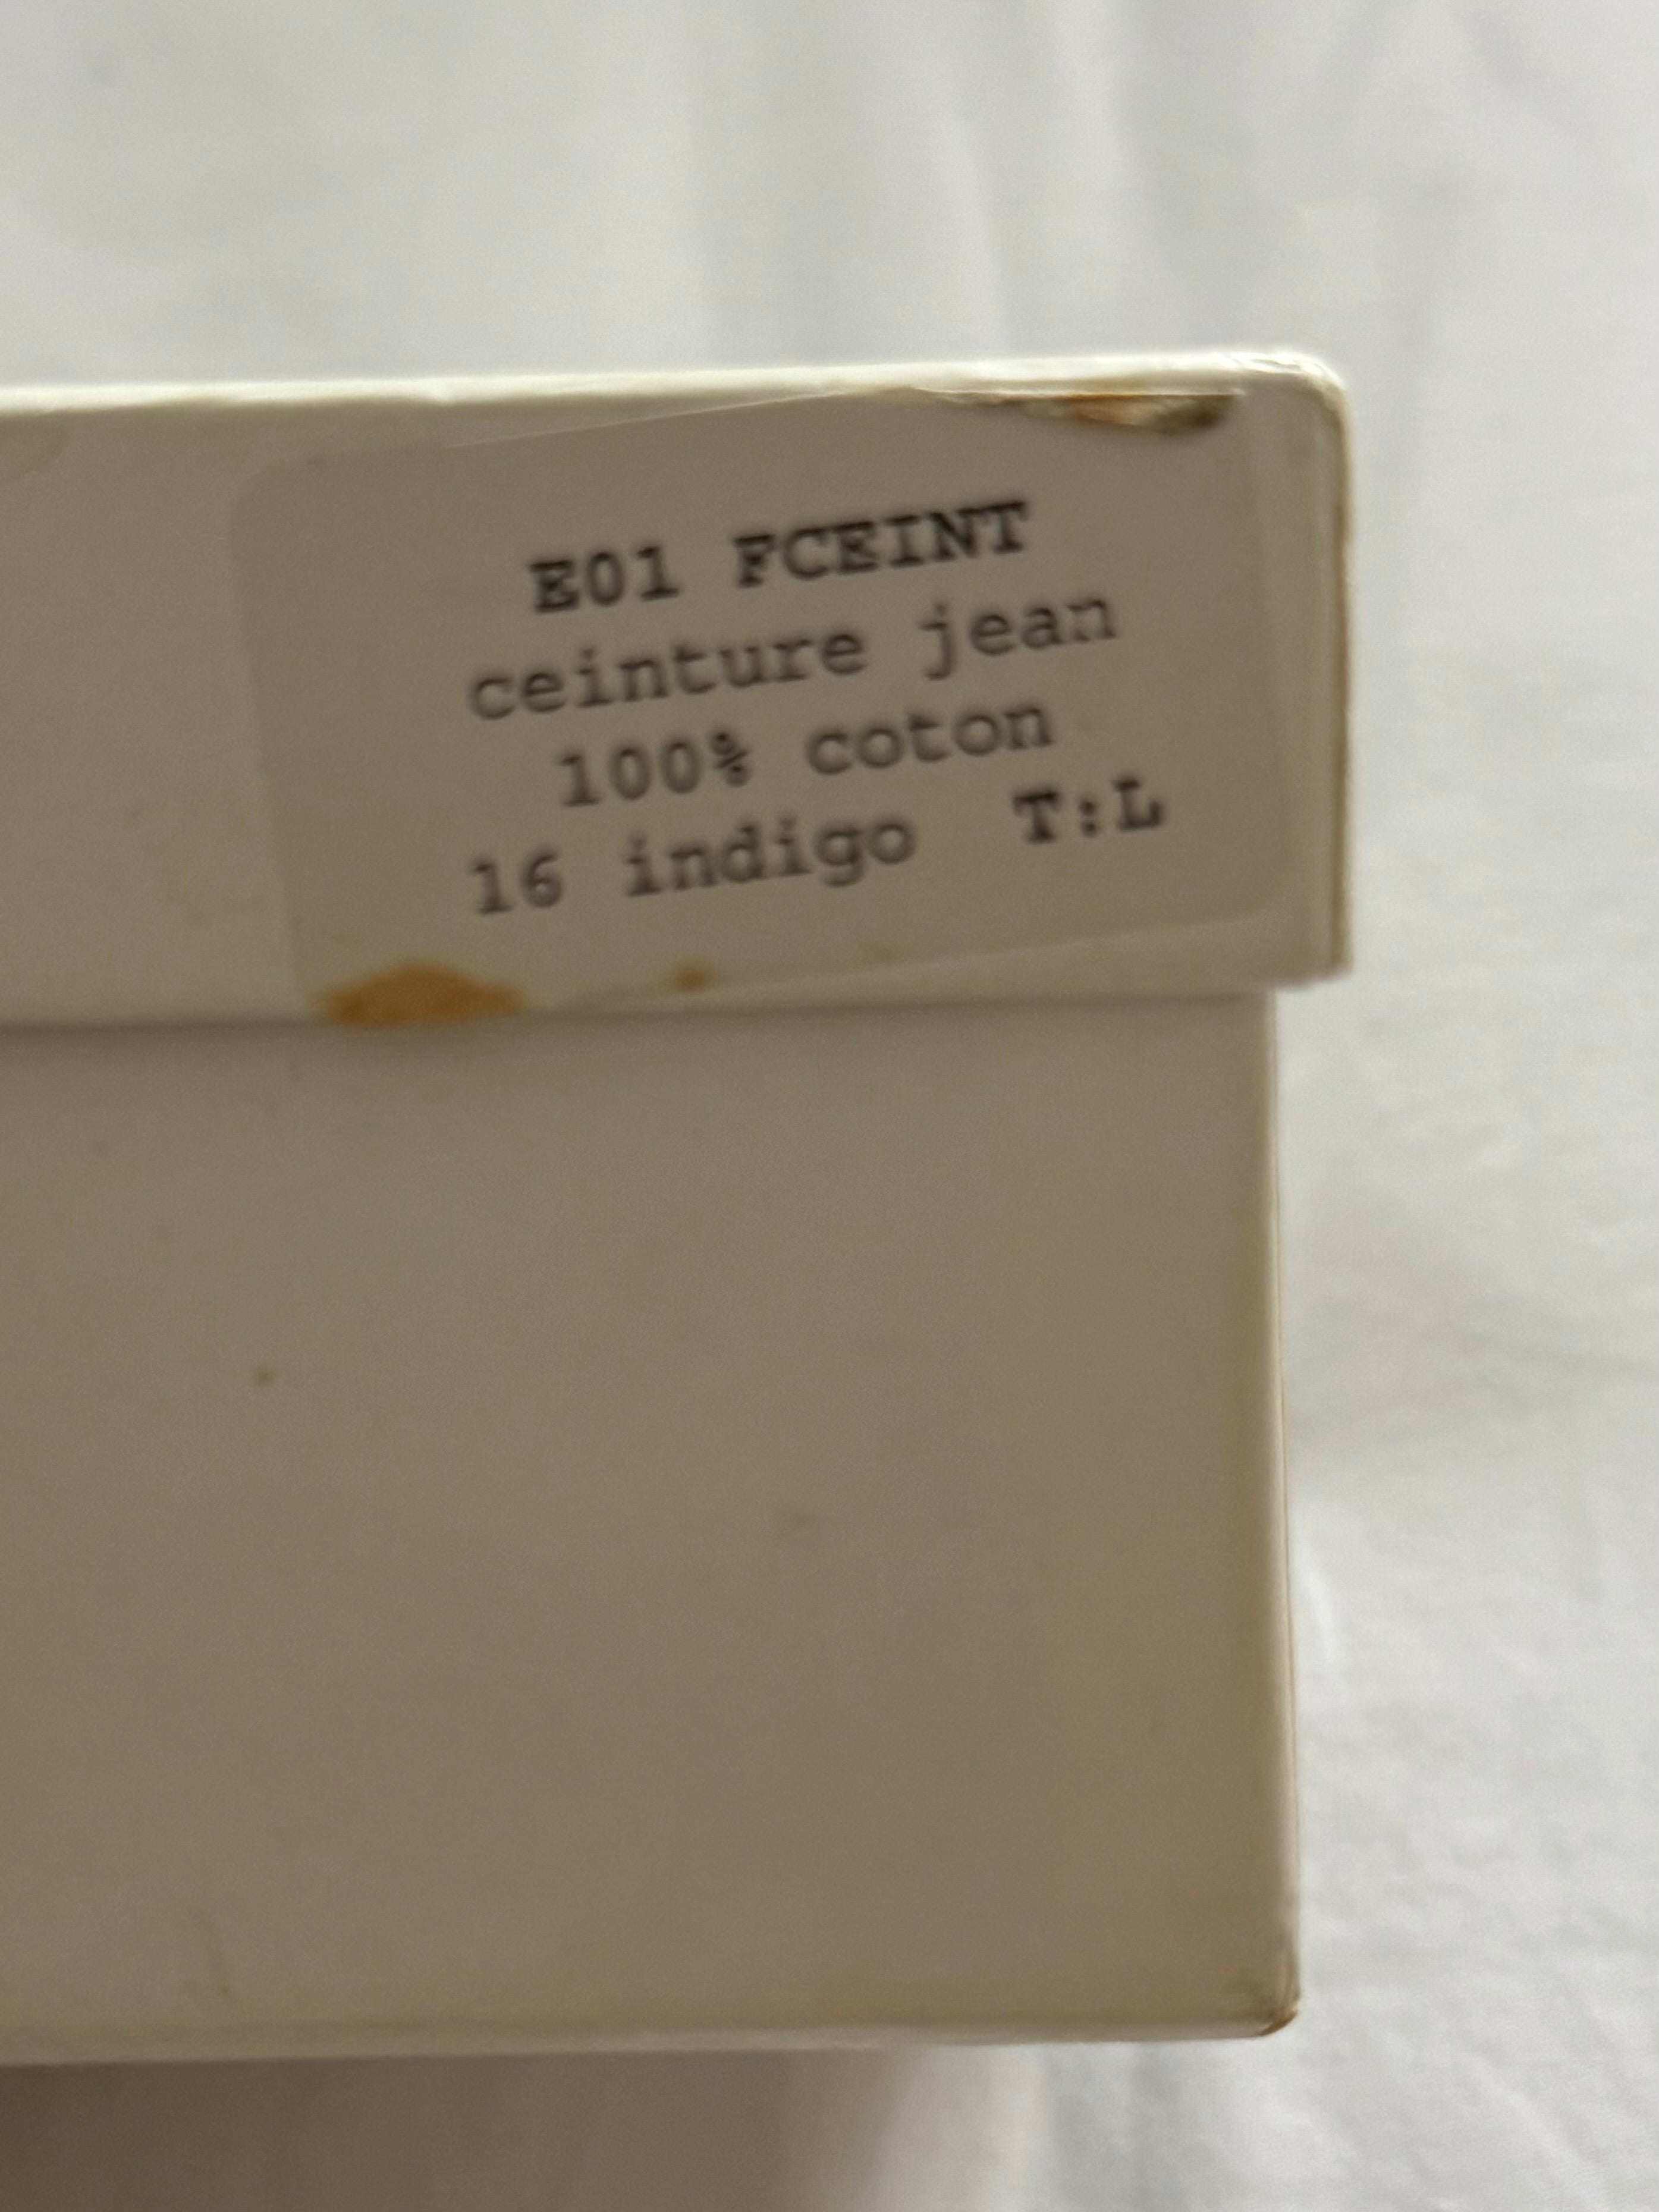 E01 FCEINT
ceinture jean
100% coton
16 indigo T:L